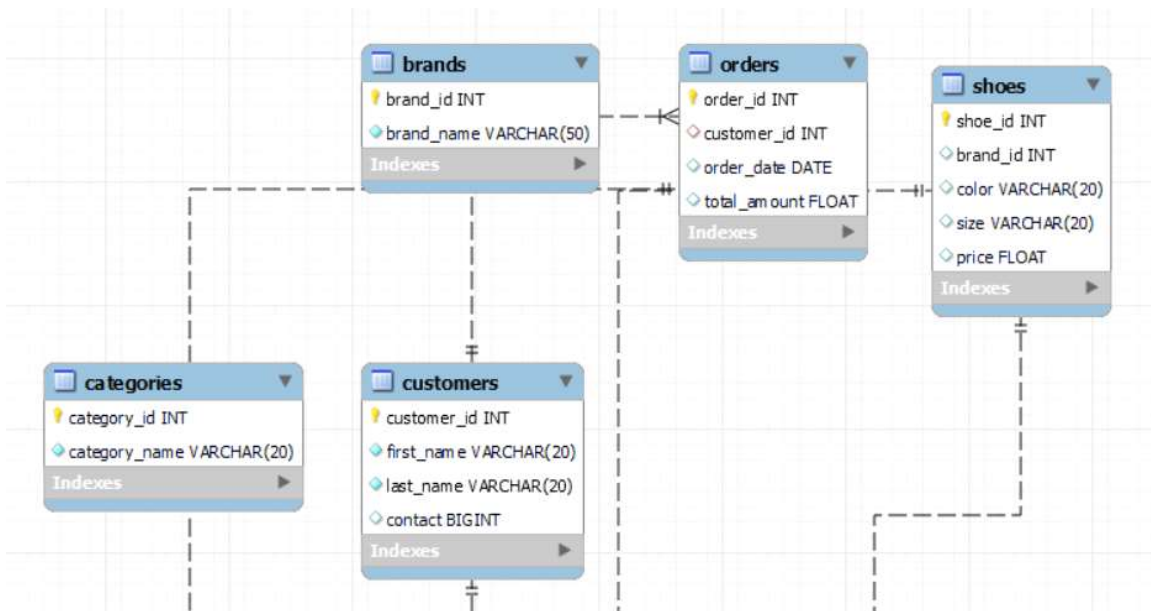 brands
brand_id INT
brand_name VARCHAR(50)
Indexes
orders
order_id INT
customer_id INT
order_date DATE
total_amount FLOAT
Indexes
shoes
shoe_id INT
brand_id INT
color VARCHAR(20)
size VARCHAR(20)
price FLOAT
Indexes
categories
category_id INT
category_name VARCHAR(20)
Indexes
customers
customer_id INT
first_name VARCHAR(20)
last_name VARCHAR(20)
contact BIGINT
Indexes